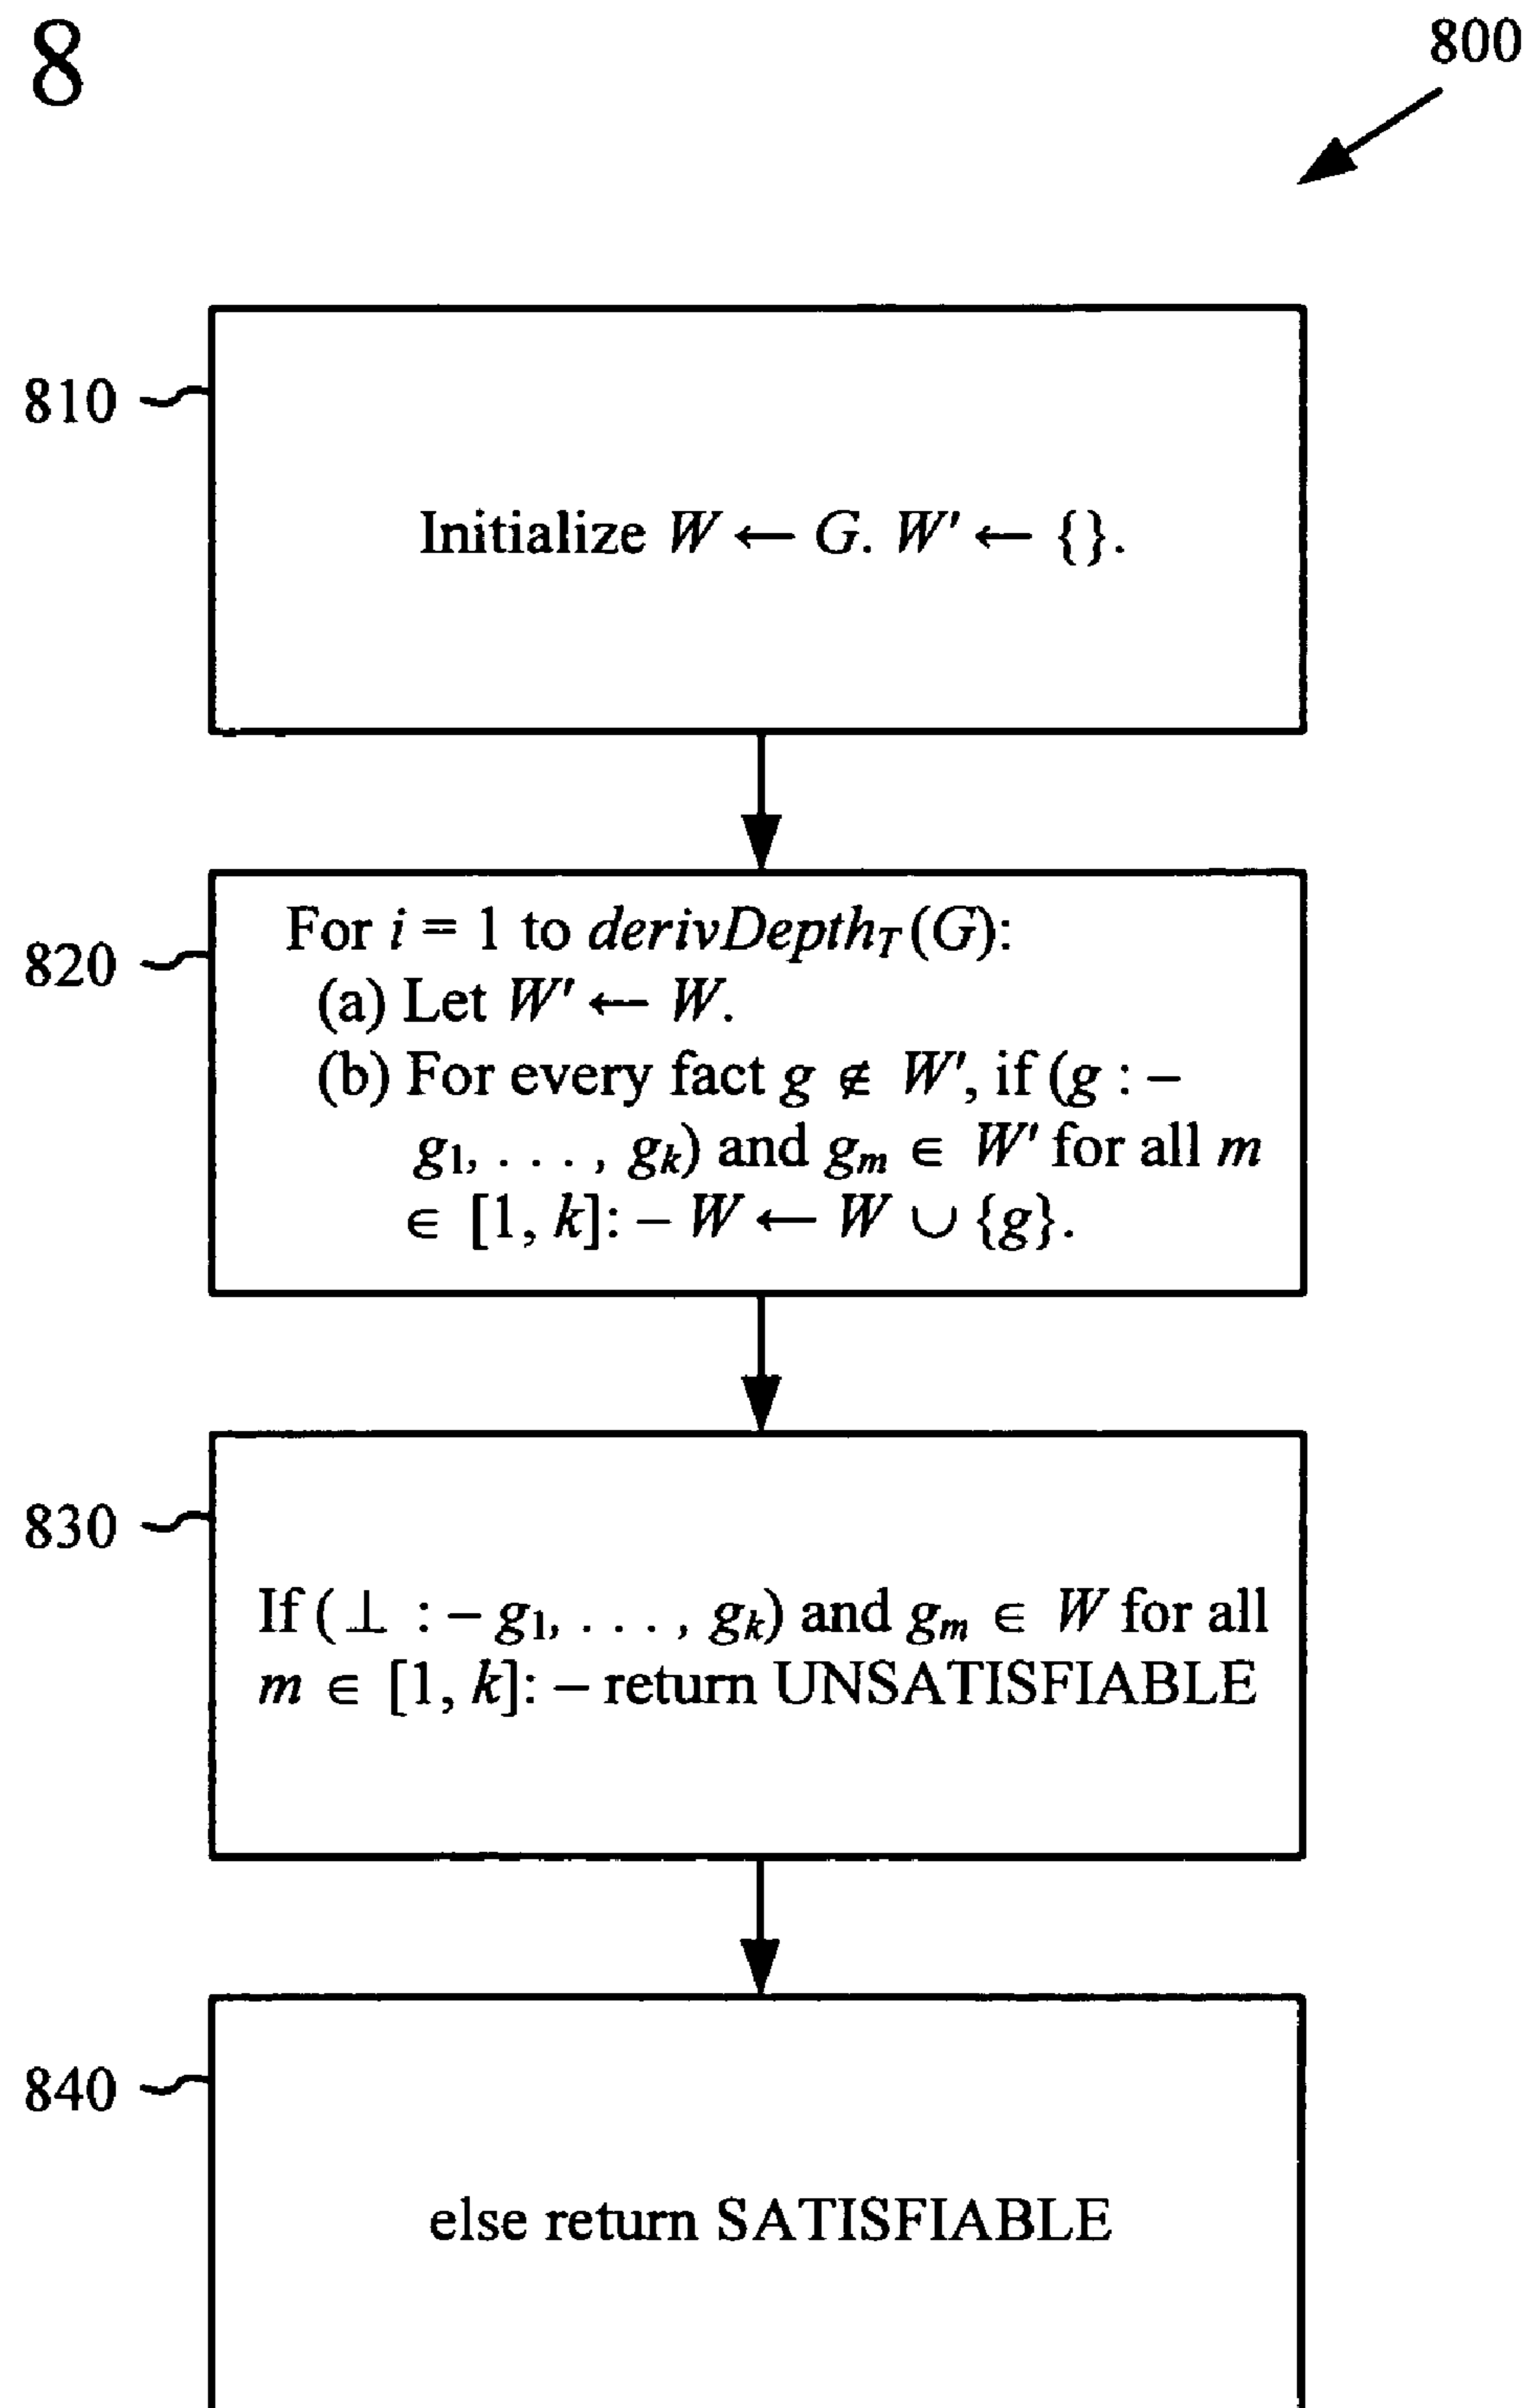 8
800
810
Initialize W ← G. W' ← {}.
820
For i = 1 to derivDepth_T (G):
(a) Let W' ← W.
(b) For every fact g ∉ W', if (g : –
g₁, . . . , gₖ) and gₘ ∈ W' for all m
∈ [1, k]: – W ← W ∪ {g}.
830
If (⊥ : – g₁, . . . , gₖ) and gₘ ∈ W for all
m ∈ [1, k]: – return UNSATISFIABLE
840
else return SATISFIABLE